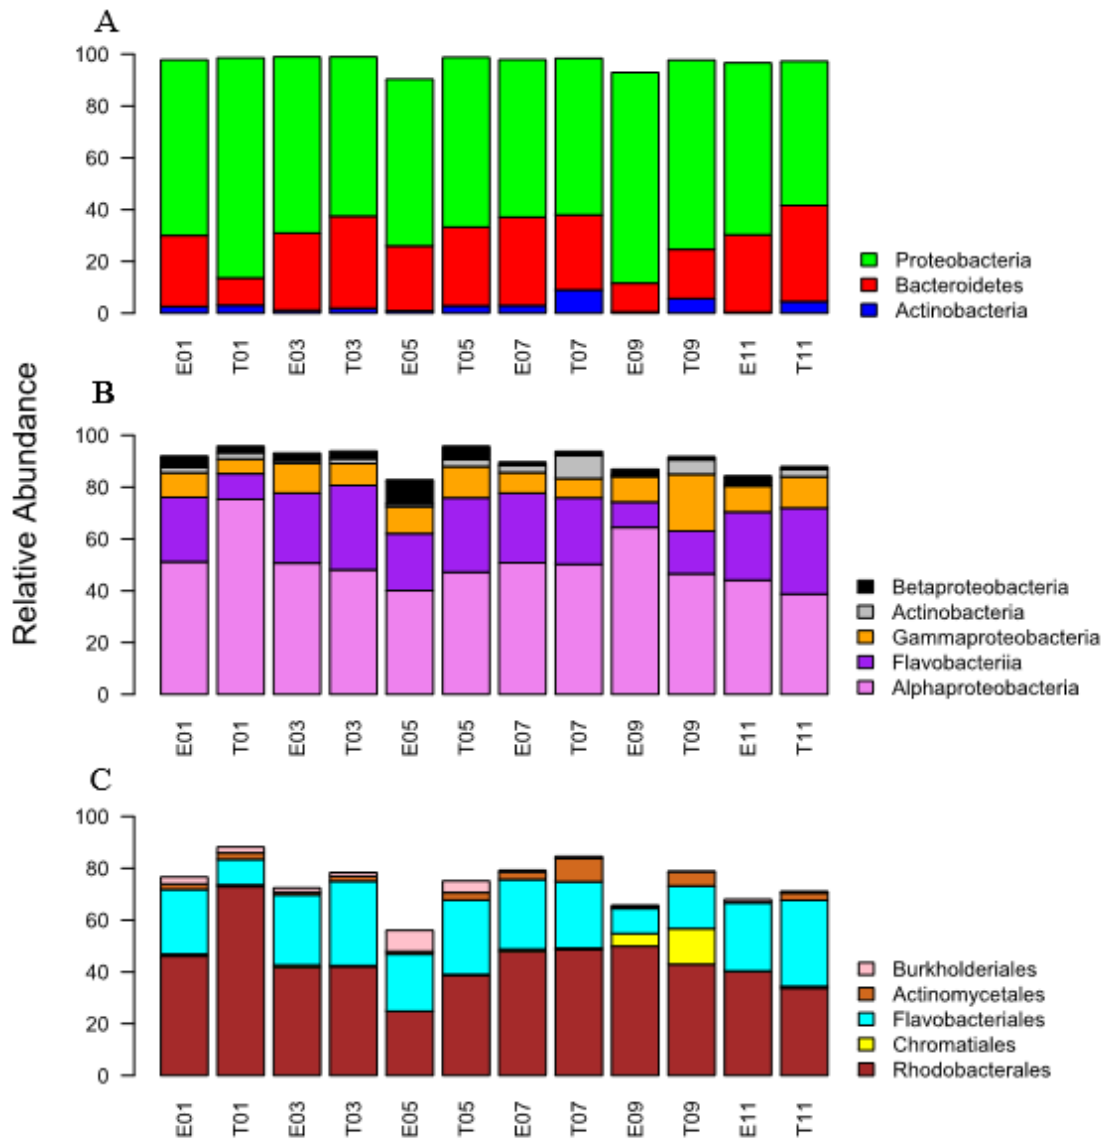 A
100
80
60
40
20
0
E01 T01 E03 T03 E05 T05 E07 T07 E09 T09 E11 T11
Proteobacteria
Bacteroidetes
Actinobacteria
Relative Abundance
B
100
80
60
40
20
0
E01 T01 E03 T03 E05 T05 E07 T07 E09 T09 E11 T11
Betaproteobacteria
Actinobacteria
Gammaproteobacteria
Flavobacteriia
Alphaproteobacteria
C
100
80
60
40
20
0
E01 T01 E03 T03 E05 T05 E07 T07 E09 T09 E11 T11
Burkholderiales
Actinomycetales
Flavobacteriales
Chromatiales
Rhodobacterales